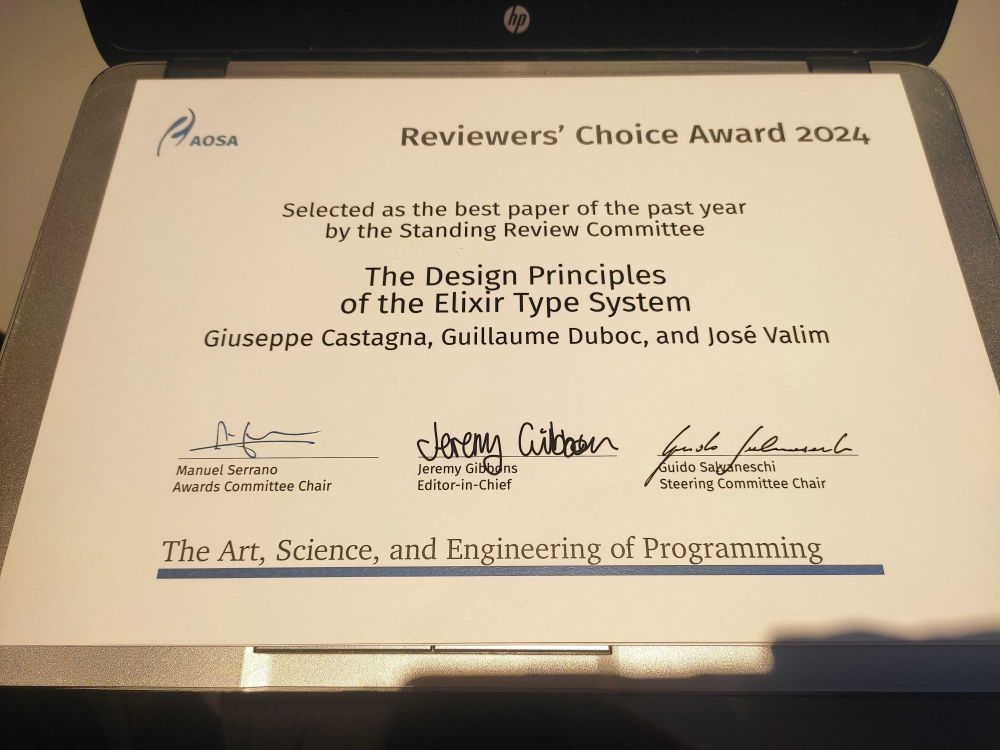 hp
AOSA
Reviewers' Choice Award 2024
Selected as the best paper of the past year
by the Standing Review Committee
The Design Principles
of the Elixir Type System
Giuseppe Castagna, Guillaume Duboc, and José Valim
Jeremy Gibbons
Manuel Serrano
Jeremy Gibbons
Guido Salvaneschi
Awards Committee Chair
Editor-in-Chief
Steering Committee Chair
The Art, Science, and Engineering of Programming